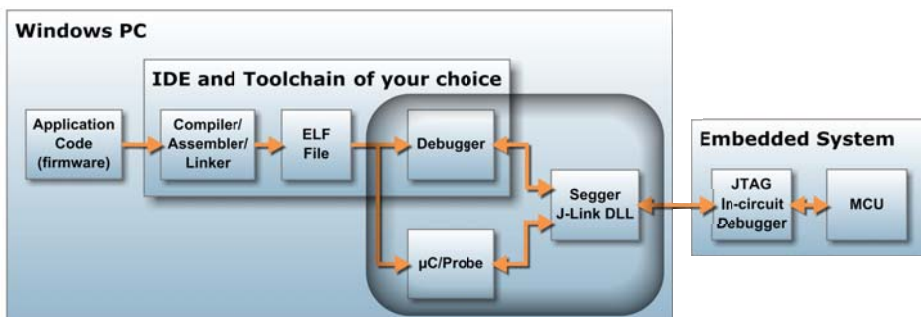 Windows PC
IDE and Toolchain of your choice
Application
Code
(firmware)
Compiler/
Assembler/
Linker
ELF
File
Debugger
Segger
J-Link DLL
µC/Probe
Embedded System
JTAG
In-circuit
Debugger
MCU